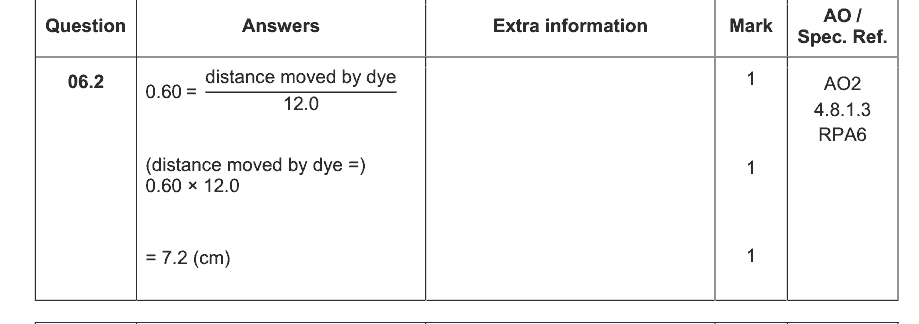 Question Answers Extra information Mark AO /
Spec. Ref.
06.2 0.60 = distance moved by dye 1 AO2
12.0
4.8.1.3
RPA6
(distance moved by dye =) 1
0.60 × 12.0
= 7.2 (cm) 1